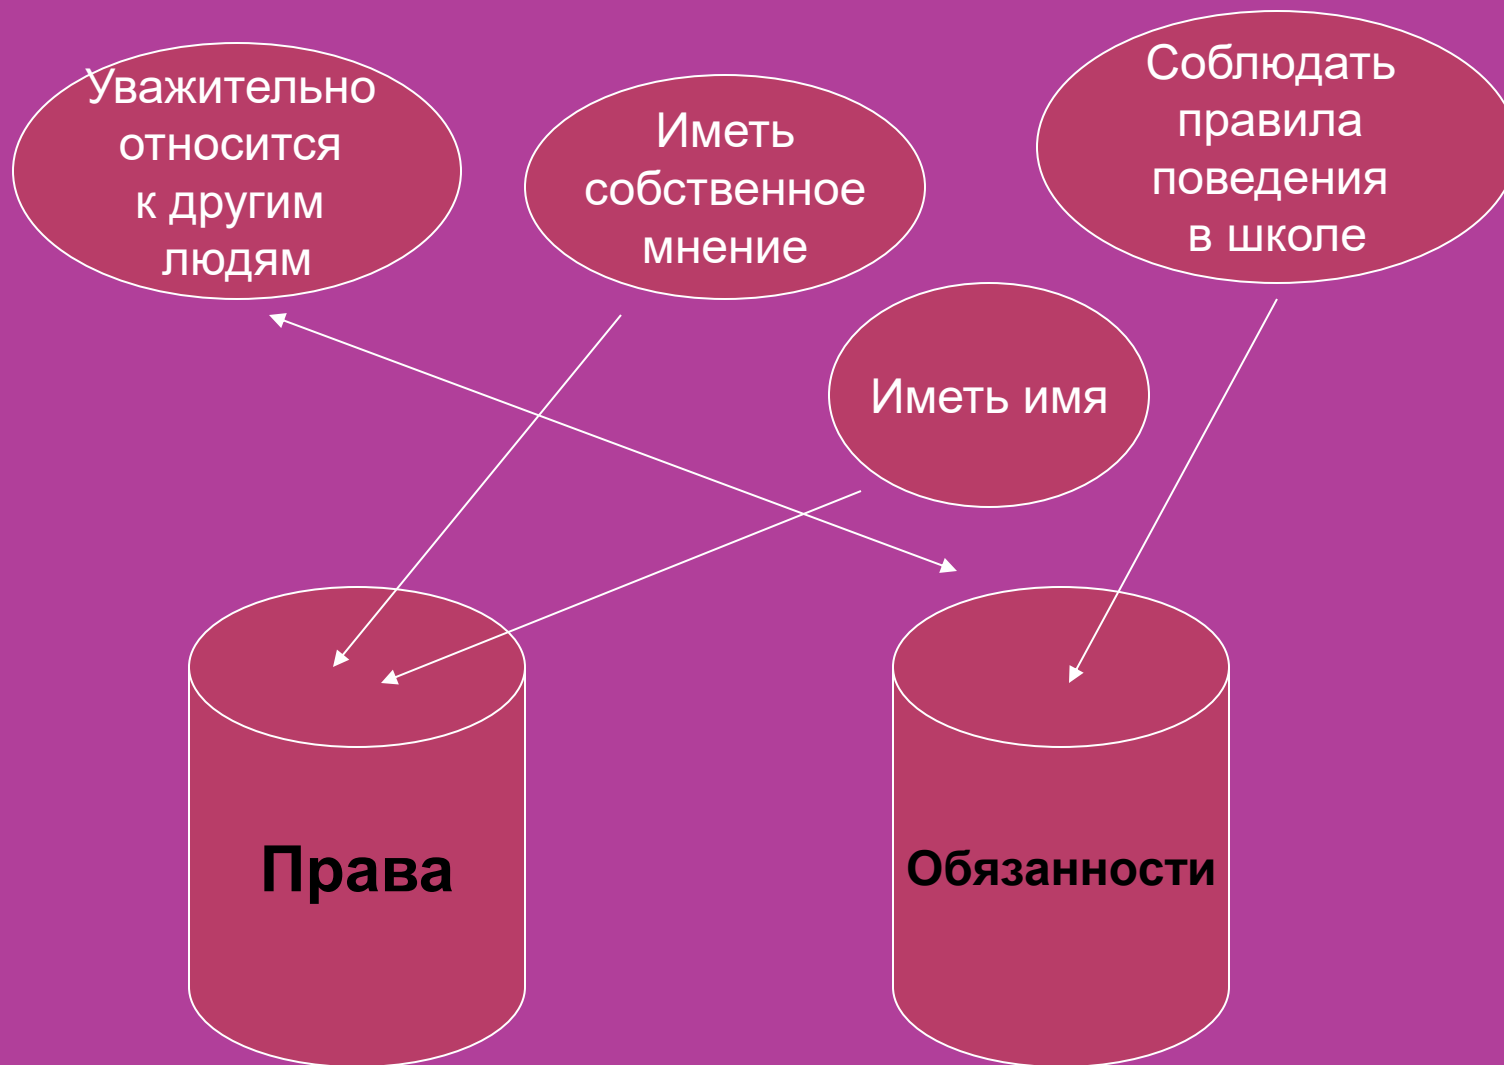 Уважительно
относится
к другим
людям
Иметь
собственное
мнение
Соблюдать
правила
поведения
в школе
Иметь имя
Права
Обязанности